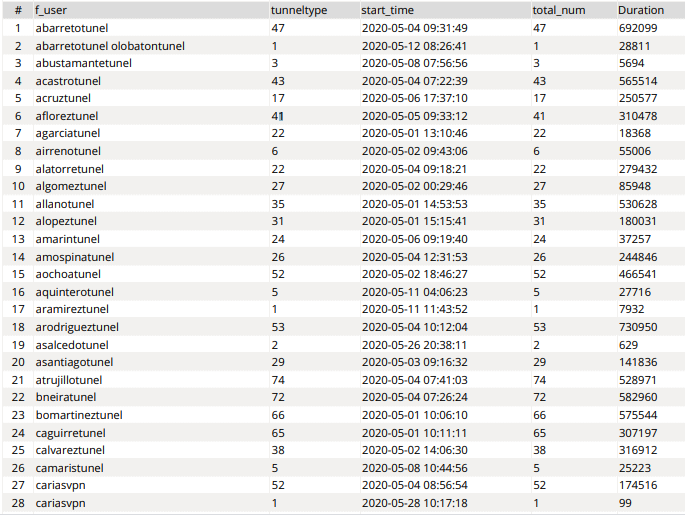 # f_user tunneltype start_time total_num Duration
1 abarretotunel 47 2020-05-04 09:31:49 47 692099
2 abarretotunel olobatontunel 1 2020-05-12 08:26:41 1 28811
3 abustamantetunel 3 2020-05-08 07:56:56 3 5694
4 acastrotunel 43 2020-05-04 07:22:39 43 565514
5 acruztunel 17 2020-05-06 17:37:10 17 250577
6 afloreztunel 41 2020-05-05 09:33:12 41 310478
7 agarciatunel 22 2020-05-01 13:10:46 22 18368
8 airrenotunel 6 2020-05-02 09:43:06 6 55006
9 alatorretunel 22 2020-05-04 09:18:21 22 279432
10 algomeztunel 27 2020-05-02 00:29:46 27 85948
11 allanotunel 35 2020-05-01 14:53:53 35 530628
12 alopeztunel 31 2020-05-01 15:15:41 31 180031
13 amarintunel 24 2020-05-06 09:19:40 24 37257
14 amospinatunel 26 2020-05-04 12:31:53 26 244846
15 aochoatunel 52 2020-05-02 18:46:27 52 466541
16 aquinterotunel 5 2020-05-11 04:06:23 5 27716
17 aramireztunel 1 2020-05-11 11:43:52 1 7932
18 arodrigueztunel 53 2020-05-04 10:12:04 53 730950
19 asalcedotunel 2 2020-05-26 20:38:11 2 629
20 asantiagotunel 29 2020-05-03 09:16:32 29 141836
21 atrujillotunel 74 2020-05-04 07:41:03 74 528971
22 bneiratunel 72 2020-05-04 07:26:24 72 582960
23 bomartineztunel 66 2020-05-01 10:06:10 66 575544
24 caguirretunel 65 2020-05-01 10:11:11 65 307197
25 calvareztunel 38 2020-05-02 14:06:30 38 316912
26 camaristunel 5 2020-05-08 10:44:56 5 25223
27 cariasvpn 52 2020-05-04 08:56:54 52 174516
28 cariasvpn 1 2020-05-28 10:17:18 1 99